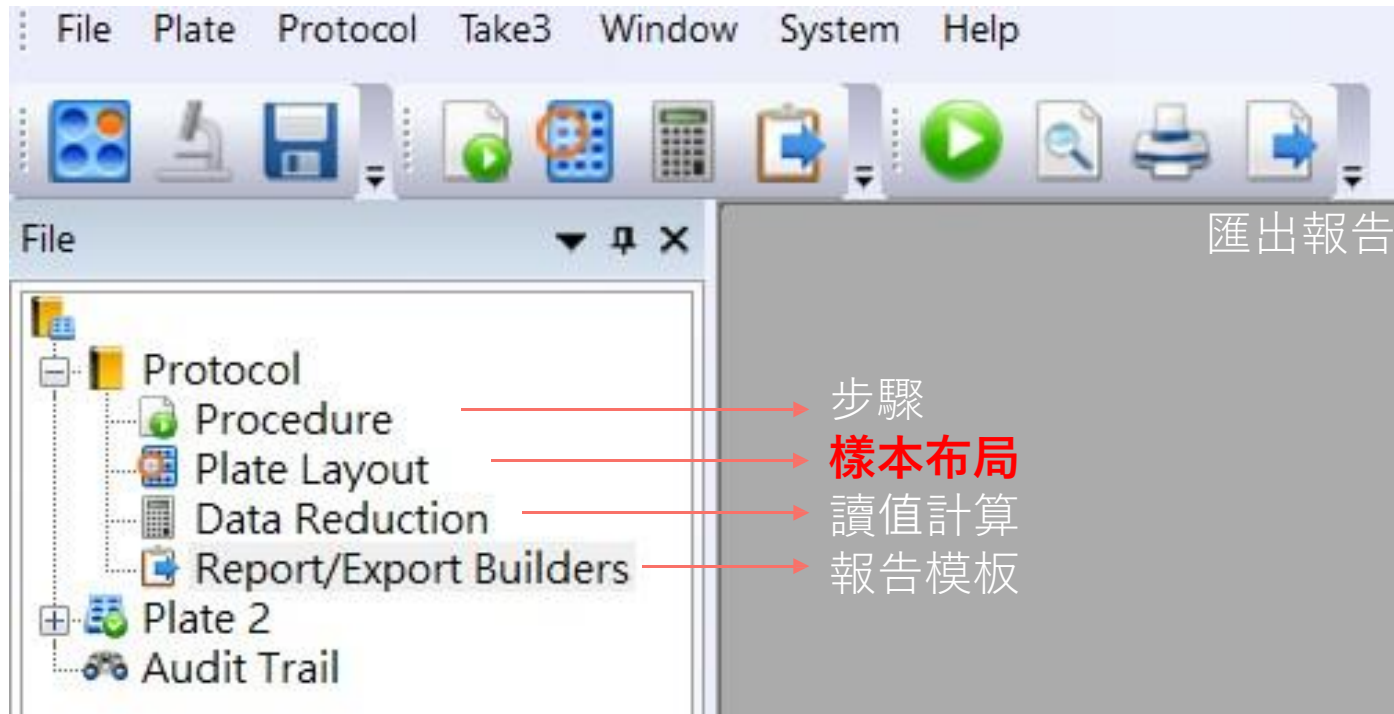 File Plate Protocol Take3 Window System Help
File
匯出報告
Protocol
Procedure
步驟
Plate Layout
樣本布局
Data Reduction
讀值計算
Report/Export Builders
報告模板
Plate 2
Audit Trail